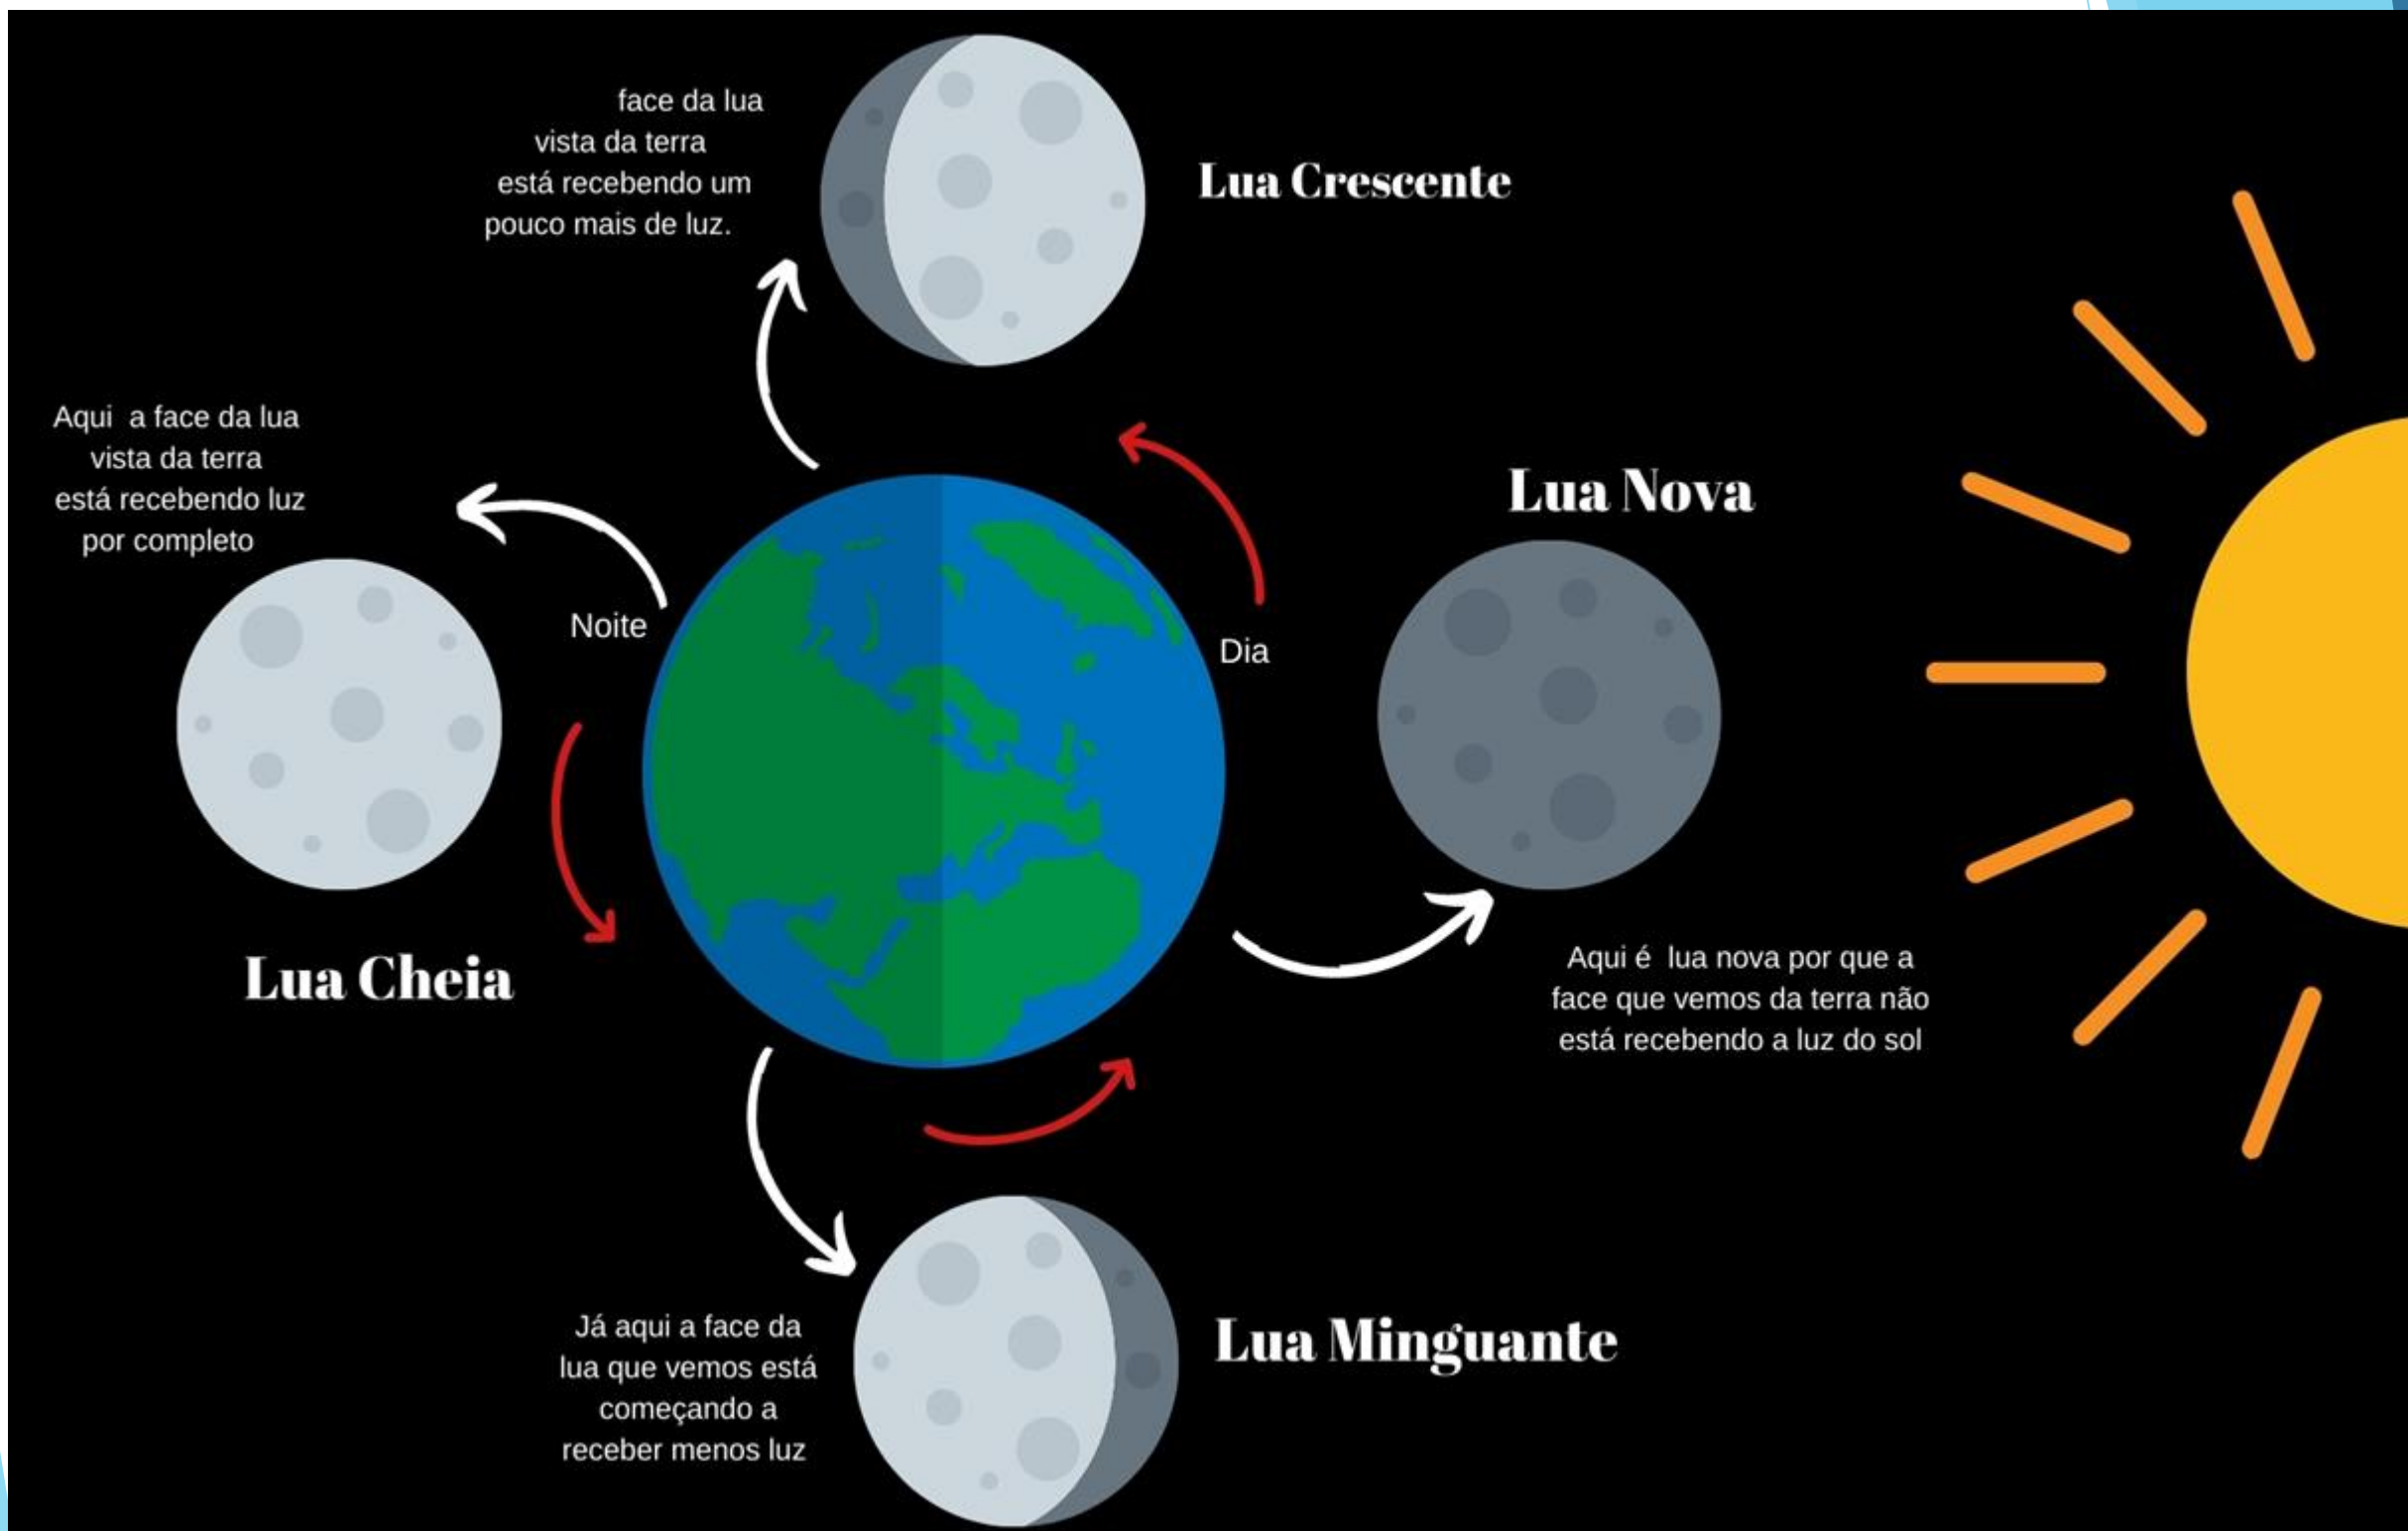 face da lua
vista da terra
está recebendo um
pouco mais de luz.
Lua Crescente
Aqui a face da lua
vista da terra
está recebendo luz
por completo
Lua Nova
Noite
Dia
Lua Cheia
Aqui é lua nova por que a
face que vemos da terra não
está recebendo a luz do sol
Já aqui a face da
lua que vemos está
começando a
receber menos luz
Lua Minguante